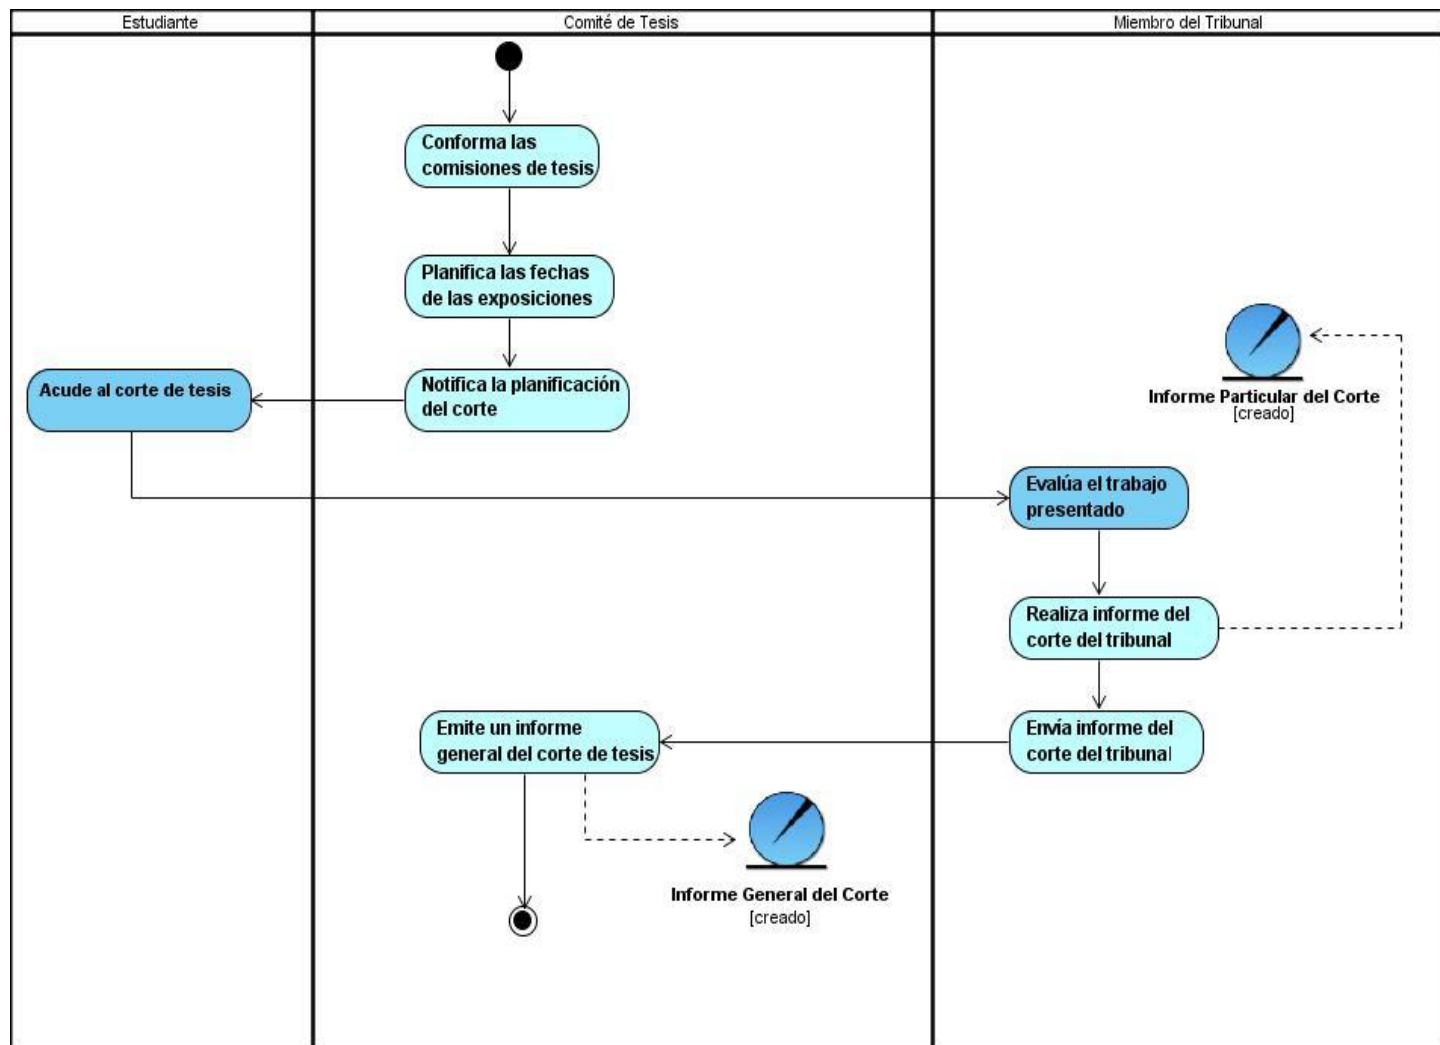 Estudiante
Comité de Tesis
Miembro del Tribunal
Conforma las
comisiones de tesis
Planifica las fechas
de las exposiciones
Notifica la planificación
del corte
Acude al corte de tesis
Informe Particular del Corte
[creado]
Evalúa el trabajo
presentado
Realiza informe del
corte del tribunal
Envía informe del
corte del tribunal
Emite un informe
general del corte de tesis
Informe General del Corte
[creado]